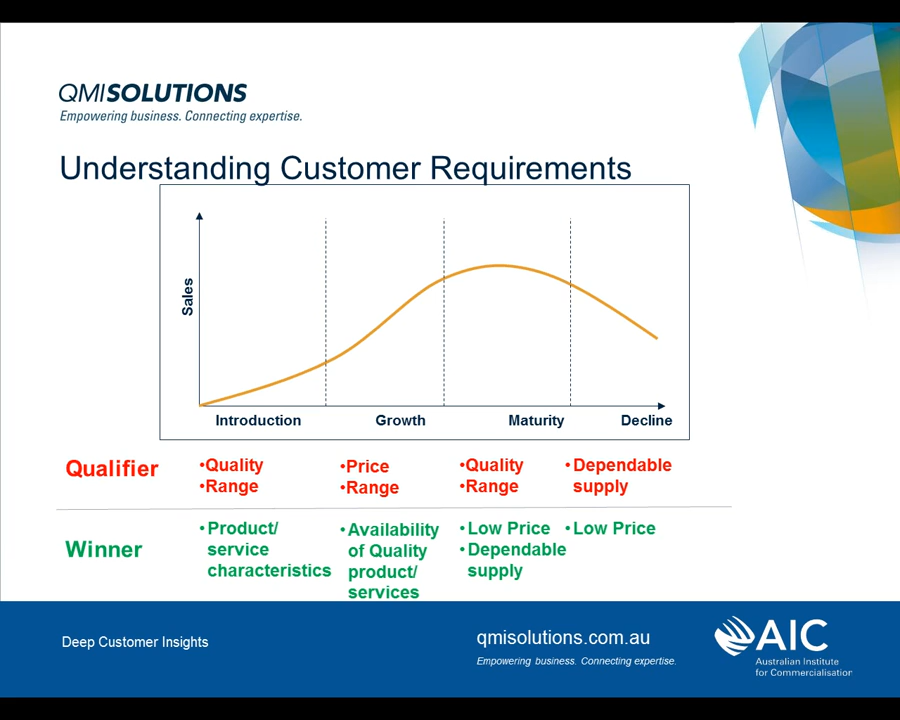 QMISOLUTIONS
Empowering business. Connecting expertise.
Understanding Customer Requirements
Sales
Introduction
Growth
Maturity
Decline
Qualifier
•Quality
•Range
•Price
•Range
•Quality
•Range
•Dependable
supply
Winner
•Product/
service
characteristics
•Availability
of Quality
product/
services
•Low Price
•Dependable
supply
•Low Price
Deep Customer Insights
qmisolutions.com.au
Empowering business. Connecting expertise.
AIC
Australian Institute
for Commercialisation